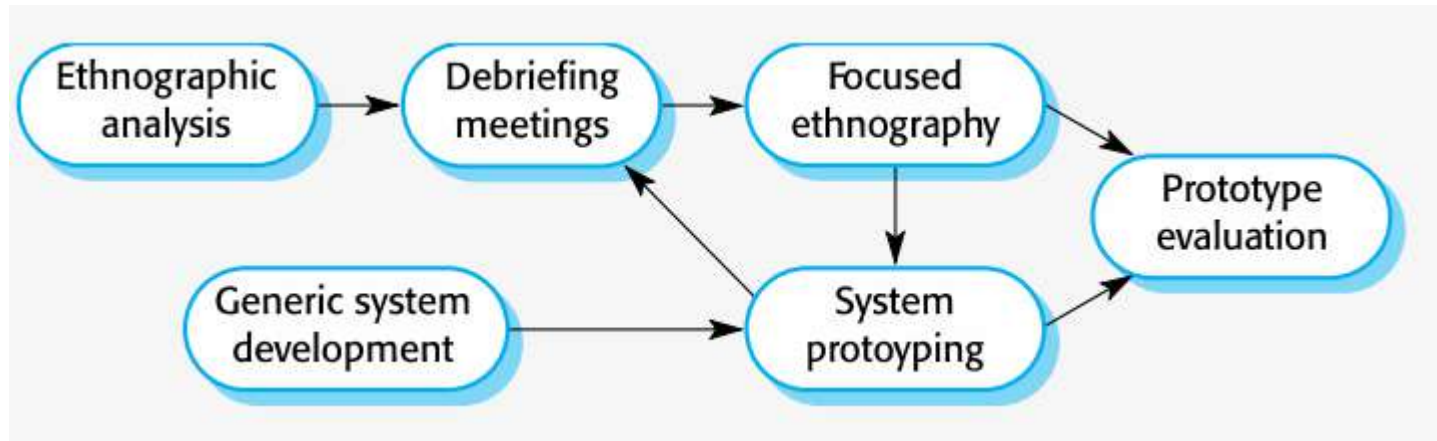 Ethnographic
analysis
Debriefing
meetings
Focused
ethnography
Prototype
evaluation
Generic system
development
System
protoyping